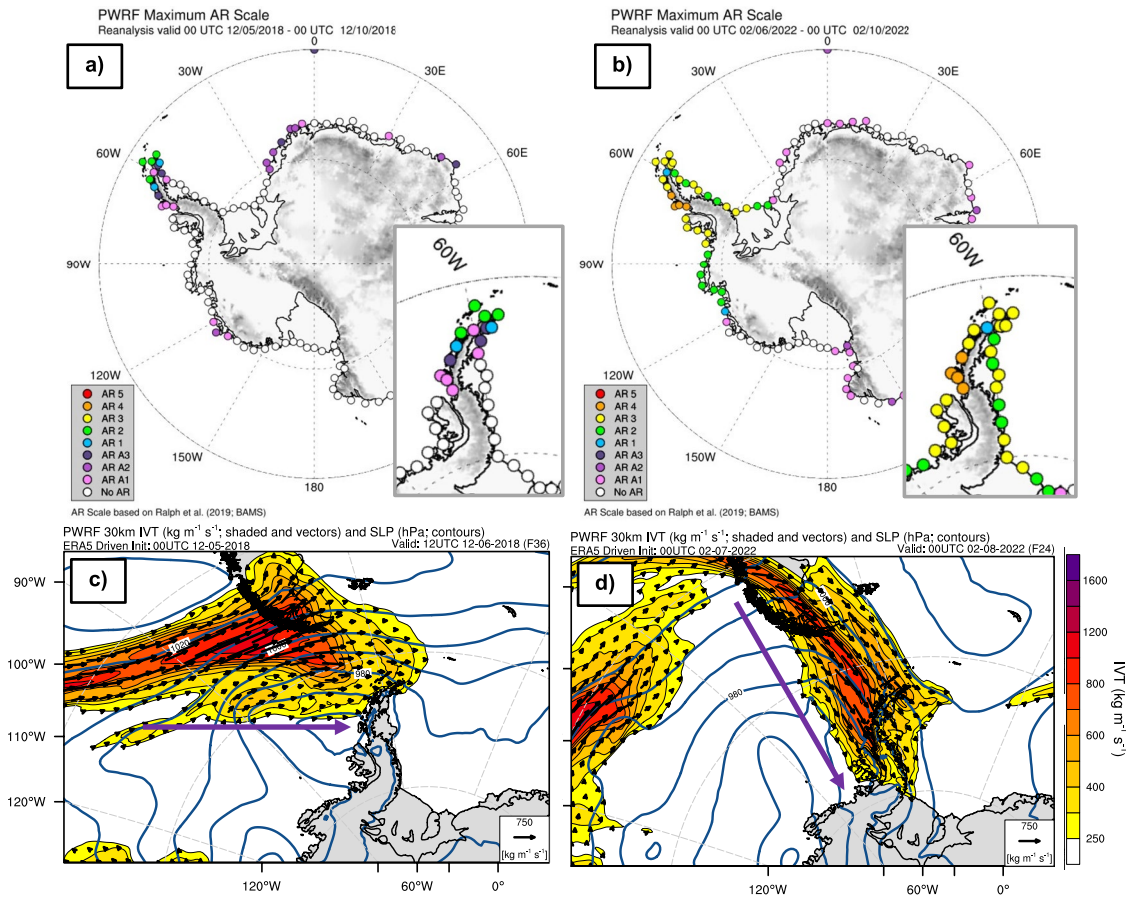 PWRF Maximum AR Scale
Reanalysis valid 00 UTC 12/05/2018 - 00 UTC 12/10/2018
a)
0
30W
30E
60W
60E
90W
120W
150W
180
60W
AR 5
AR 4
AR 3
AR 2
AR 1
AR A3
AR A2
AR A1
No AR
AR Scale based on Ralph et al. (2019; BAMS)
PWRF Maximum AR Scale
Reanalysis valid 00 UTC 02/06/2022 - 00 UTC 02/10/2022
b)
0
30W
30E
60W
60E
90W
120W
150W
180
60W
AR 5
AR 4
AR 3
AR 2
AR 1
AR A3
AR A2
AR A1
No AR
AR Scale based on Ralph et al. (2019; BAMS)
PWRF 30km IVT (kg m⁻¹ s⁻¹; shaded and vectors) and SLP (hPa; contours)
ERA5 Driven Init: 00UTC 12-05-2018
Valid: 12UTC 12-06-2018 (F36)
c)
90°W
100°W
110°W
120°W
1020
980
750
[kg m⁻¹ s⁻¹]
120°W
60°W
0°
PWRF 30km IVT (kg m⁻¹ s⁻¹; shaded and vectors) and SLP (hPa; contours)
ERA5 Driven Init: 00UTC 02-07-2022
Valid: 00UTC 02-08-2022 (F24)
d)
980
750
[kg m⁻¹ s⁻¹]
120°W
60°W
0°
1600
1200
800
600
400
250
IVT (kg m⁻¹ s⁻¹)